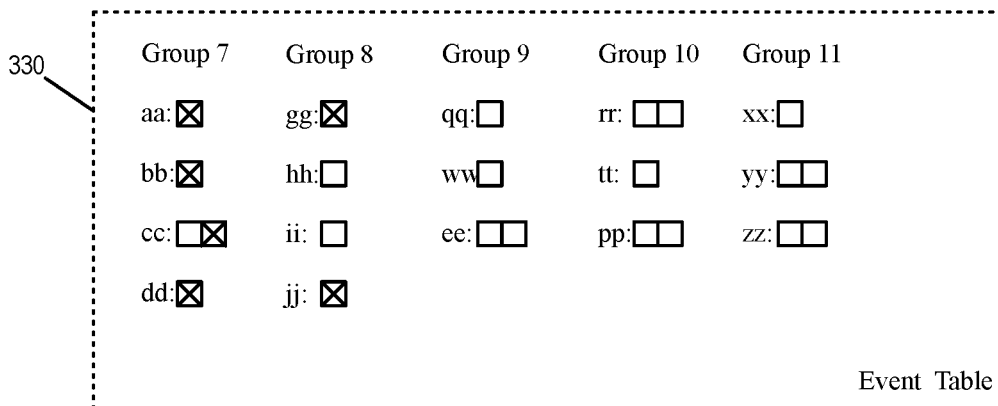 330
Group 7 Group 8 Group 9 Group 10 Group 11
aa: gg: qq: rr: xx:
bb: hh: ww tt: yy:
cc: ii: ee: pp: zz:
dd: jj:
Event Table